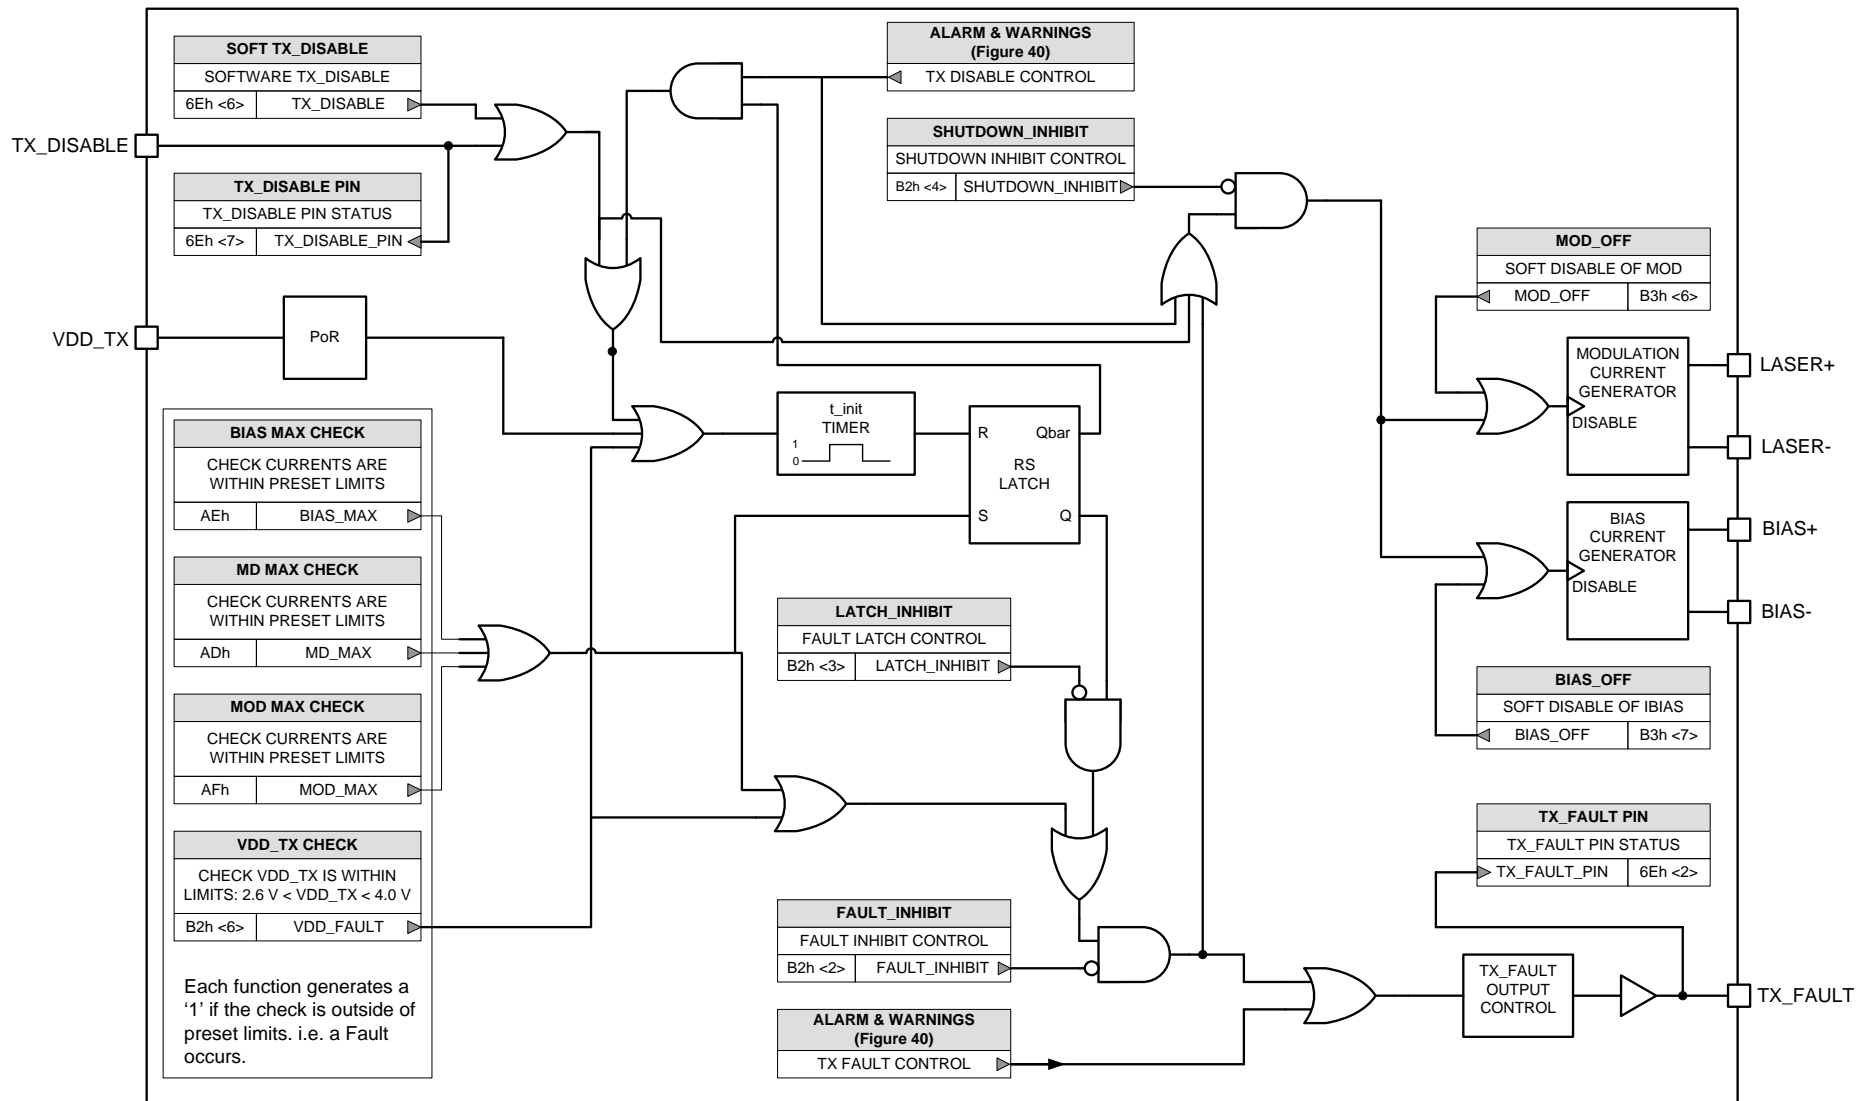 SOFT TX_DISABLE
SOFTWARE TX_DISABLE
6Eh <6> TX_DISABLE
TX_DISABLE
TX_DISABLE PIN
TX_DISABLE PIN STATUS
6Eh <7> TX_DISABLE_PIN
VDD_TX
PoR
BIAS MAX CHECK
CHECK CURRENTS ARE
WITHIN PRESET LIMITS
AEh BIAS_MAX
MD MAX CHECK
CHECK CURRENTS ARE
WITHIN PRESET LIMITS
ADh MD_MAX
MOD MAX CHECK
CHECK CURRENTS ARE
WITHIN PRESET LIMITS
AFh MOD_MAX
VDD_TX CHECK
CHECK VDD_TX IS WITHIN
LIMITS: 2.6 V < VDD_TX < 4.0 V
B2h <6> VDD_FAULT
Each function generates a
‘1’ if the check is outside of
preset limits. i.e. a Fault
occurs.
ALARM & WARNINGS
(Figure 40)
TX DISABLE CONTROL
SHUTDOWN_INHIBIT
SHUTDOWN INHIBIT CONTROL
B2h <4> SHUTDOWN_INHIBIT
t_init
TIMER
1
0
R Qbar
RS
LATCH
S Q
LATCH_INHIBIT
FAULT LATCH CONTROL
B2h <3> LATCH_INHIBIT
FAULT_INHIBIT
FAULT INHIBIT CONTROL
B2h <2> FAULT_INHIBIT
ALARM & WARNINGS
(Figure 40)
TX FAULT CONTROL
MOD_OFF
SOFT DISABLE OF MOD
MOD_OFF B3h <6>
MODULATION
CURRENT
GENERATOR
DISABLE
LASER+
LASER-
BIAS
CURRENT
GENERATOR
DISABLE
BIAS+
BIAS-
BIAS_OFF
SOFT DISABLE OF IBIAS
BIAS_OFF B3h <7>
TX_FAULT PIN
TX_FAULT PIN STATUS
TX_FAULT_PIN 6Eh <2>
TX_FAULT
OUTPUT
CONTROL
TX_FAULT